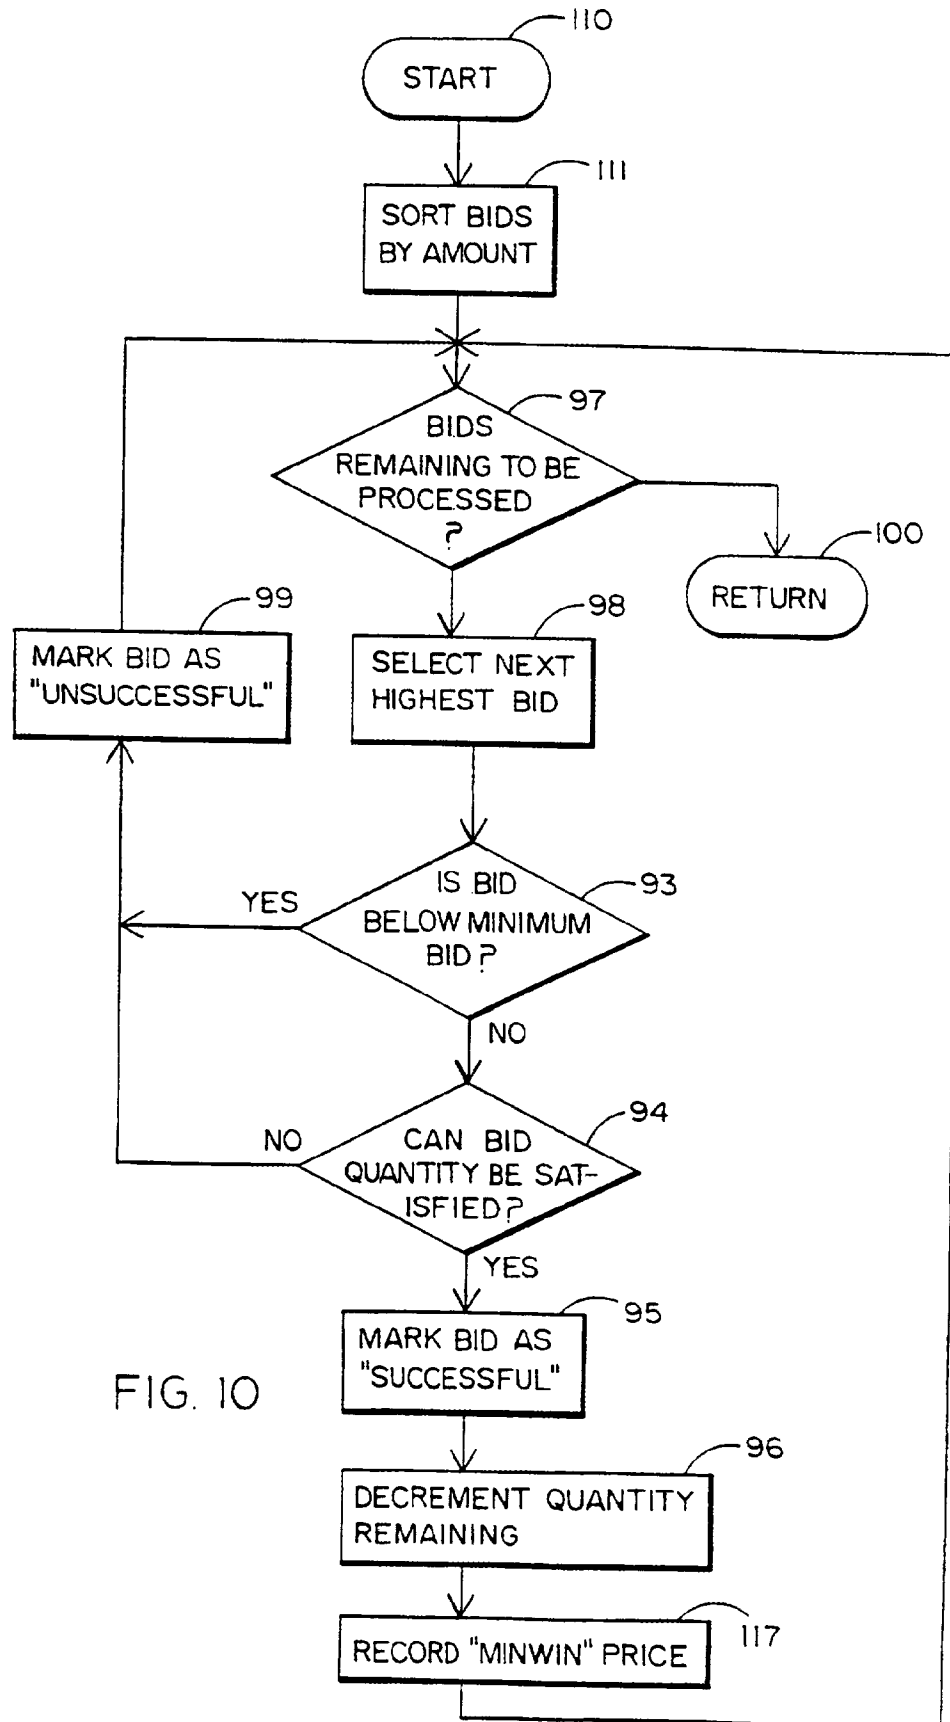 110
START
111
SORT BIDS
BY AMOUNT
97
BIDS
REMAINING TO BE
PROCESSED
?
100
RETURN
99
MARK BID AS
"UNSUCCESSFUL"
98
SELECT NEXT
HIGHEST BID
93
IS BID
BELOW MINIMUM
BID?
YES
NO
94
CAN BID
QUANTITY BE SAT-
ISFIED?
NO
YES
95
MARK BID AS
"SUCCESSFUL"
FIG. 10
96
DECREMENT QUANTITY
REMAINING
117
RECORD "MINWIN" PRICE